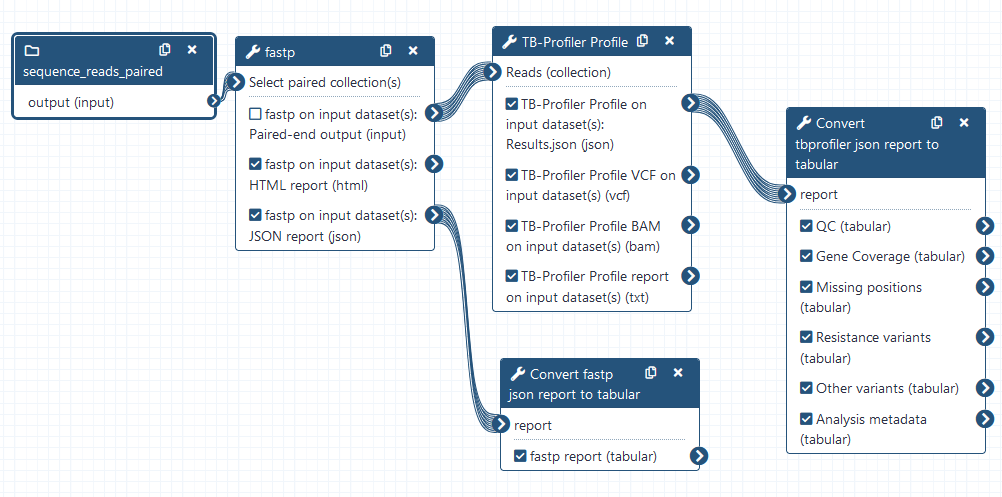 sequence_reads_paired
output (input)
fastp
Select paired collection(s)
fastp on input dataset(s):
Paired-end output (input)
fastp on input dataset(s):
HTML report (html)
fastp on input dataset(s):
JSON report (json)
TB-Profiler Profile
Reads (collection)
TB-Profiler Profile on
input dataset(s):
Results.json (json)
TB-Profiler Profile VCF on
input dataset(s) (vcf)
TB-Profiler Profile BAM
on input dataset(s) (bam)
TB-Profiler Profile report
on input dataset(s) (txt)
Convert fastp
json report to tabular
report
fastp report (tabular)
Convert
tbprofiler json report to
tabular
report
QC (tabular)
Gene Coverage (tabular)
Missing positions
(tabular)
Resistance variants
(tabular)
Other variants (tabular)
Analysis metadata
(tabular)